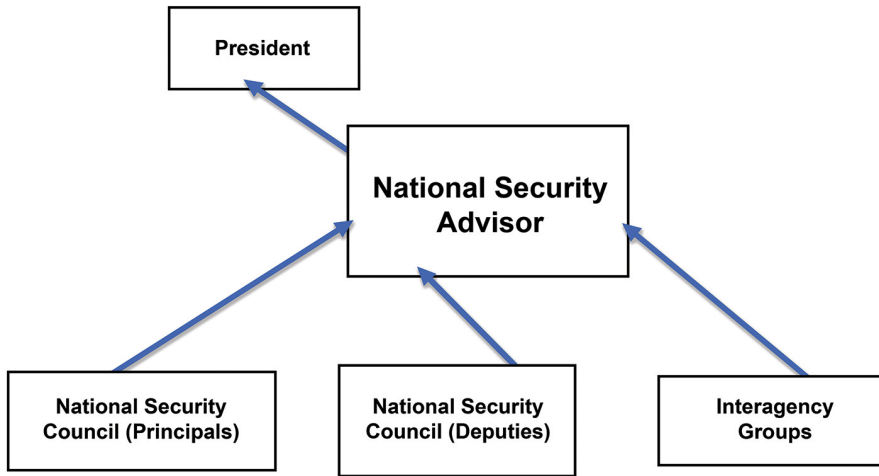 President
National Security
Advisor
National Security
Council (Principals)
National Security
Council (Deputies)
Interagency
Groups